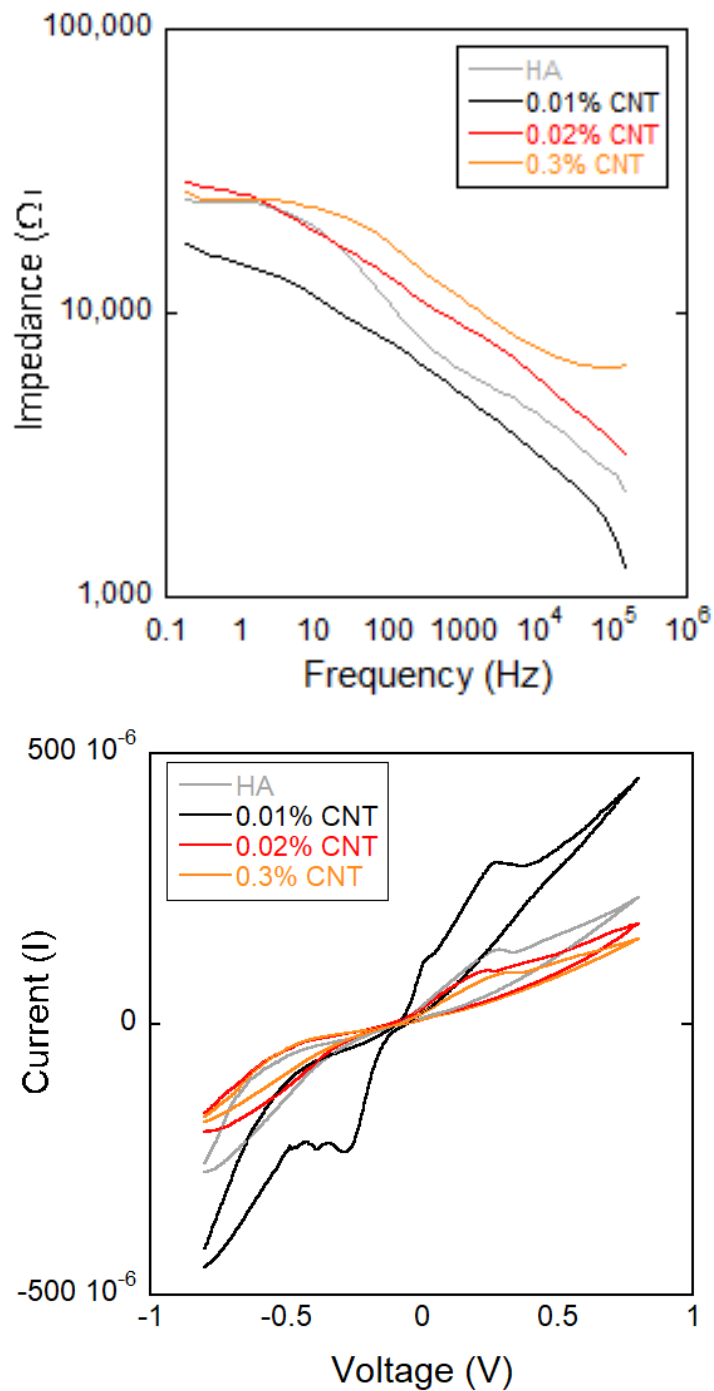 100,000
HA
0.01% CNT
0.02% CNT
0.3% CNT
10,000
1,000
Impedance (Ω)
0.1 1 10 100 1000 10⁴ 10⁵ 10⁶
Frequency (Hz)
500 10⁻⁶
HA
0.01% CNT
0.02% CNT
0.3% CNT
0
-500 10⁻⁶
Current (I)
-1 -0.5 0 0.5 1
Voltage (V)